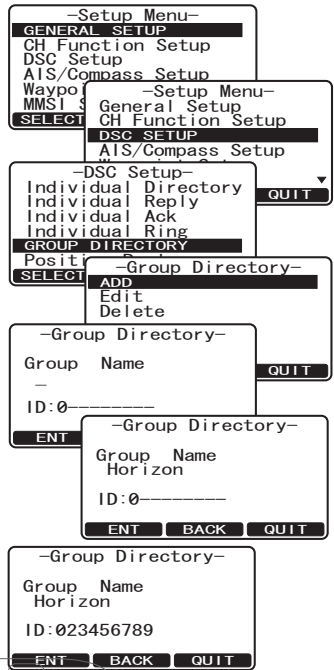 -Setup Menu-
GENERAL SETUP
CH Function Setup
DSC Setup
AIS/Compass Setup
Waypoi
MMSI
SELECT
-Setup Menu-
General Setup
CH Function Setup
DSC SETUP
AIS/Compass Setup
QUIT
-DSC Setup-
Individual Directory
Individual Reply
Individual Ack
Individual Ring
GROUP DIRECTORY
Positi
SELECT
-Group Directory-
ADD
Edit
Delete
QUIT
-Group Directory-
Group Name
_
ID:0--------
ENT
-Group Directory-
Group Name
Horizon
ID:0--------
ENT BACK QUIT
-Group Directory-
Group Name
Horizon
ID:023456789
ENT BACK QUIT